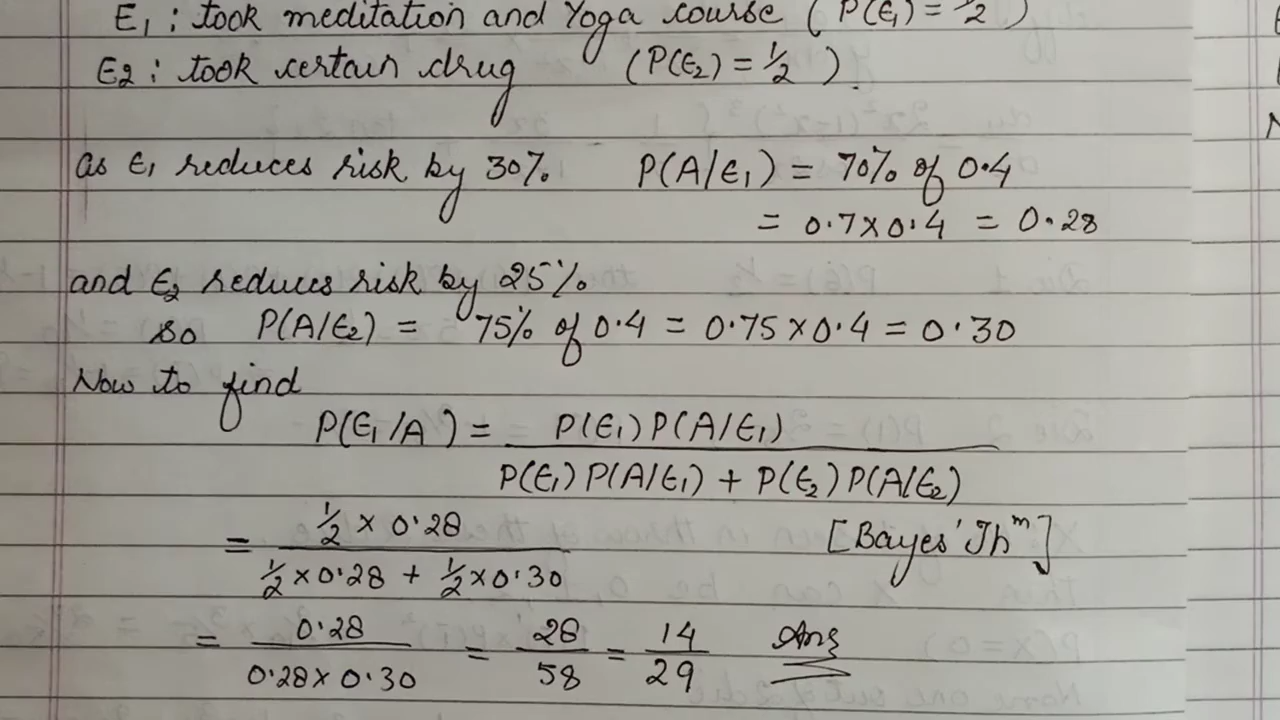 E₁ : took meditation and Yoga course ( P(E₁) = ½ )
E2 : took certain drug (P(E₂) = ½ ).
as E₁ reduces risk by 30%. P(A/E₁) = 70% of 0.4
= 0.7 × 0.4 = 0.28
and E₂ reduces risk by 25%.
so P(A/E₂) = 75% of 0.4 = 0.75 × 0.4 = 0.30
Now to find
P(E₁/A) = P(E₁) P(A/E₁) / P(E₁) P(A/E₁) + P(E₂) P(A/E₂)
= ½ × 0.28 / ½ × 0.28 + ½ × 0.30 [Bayes' Thᵐ]
= 0.28 / 0.28 × 0.30 = 28/58 = 14/29 Ans